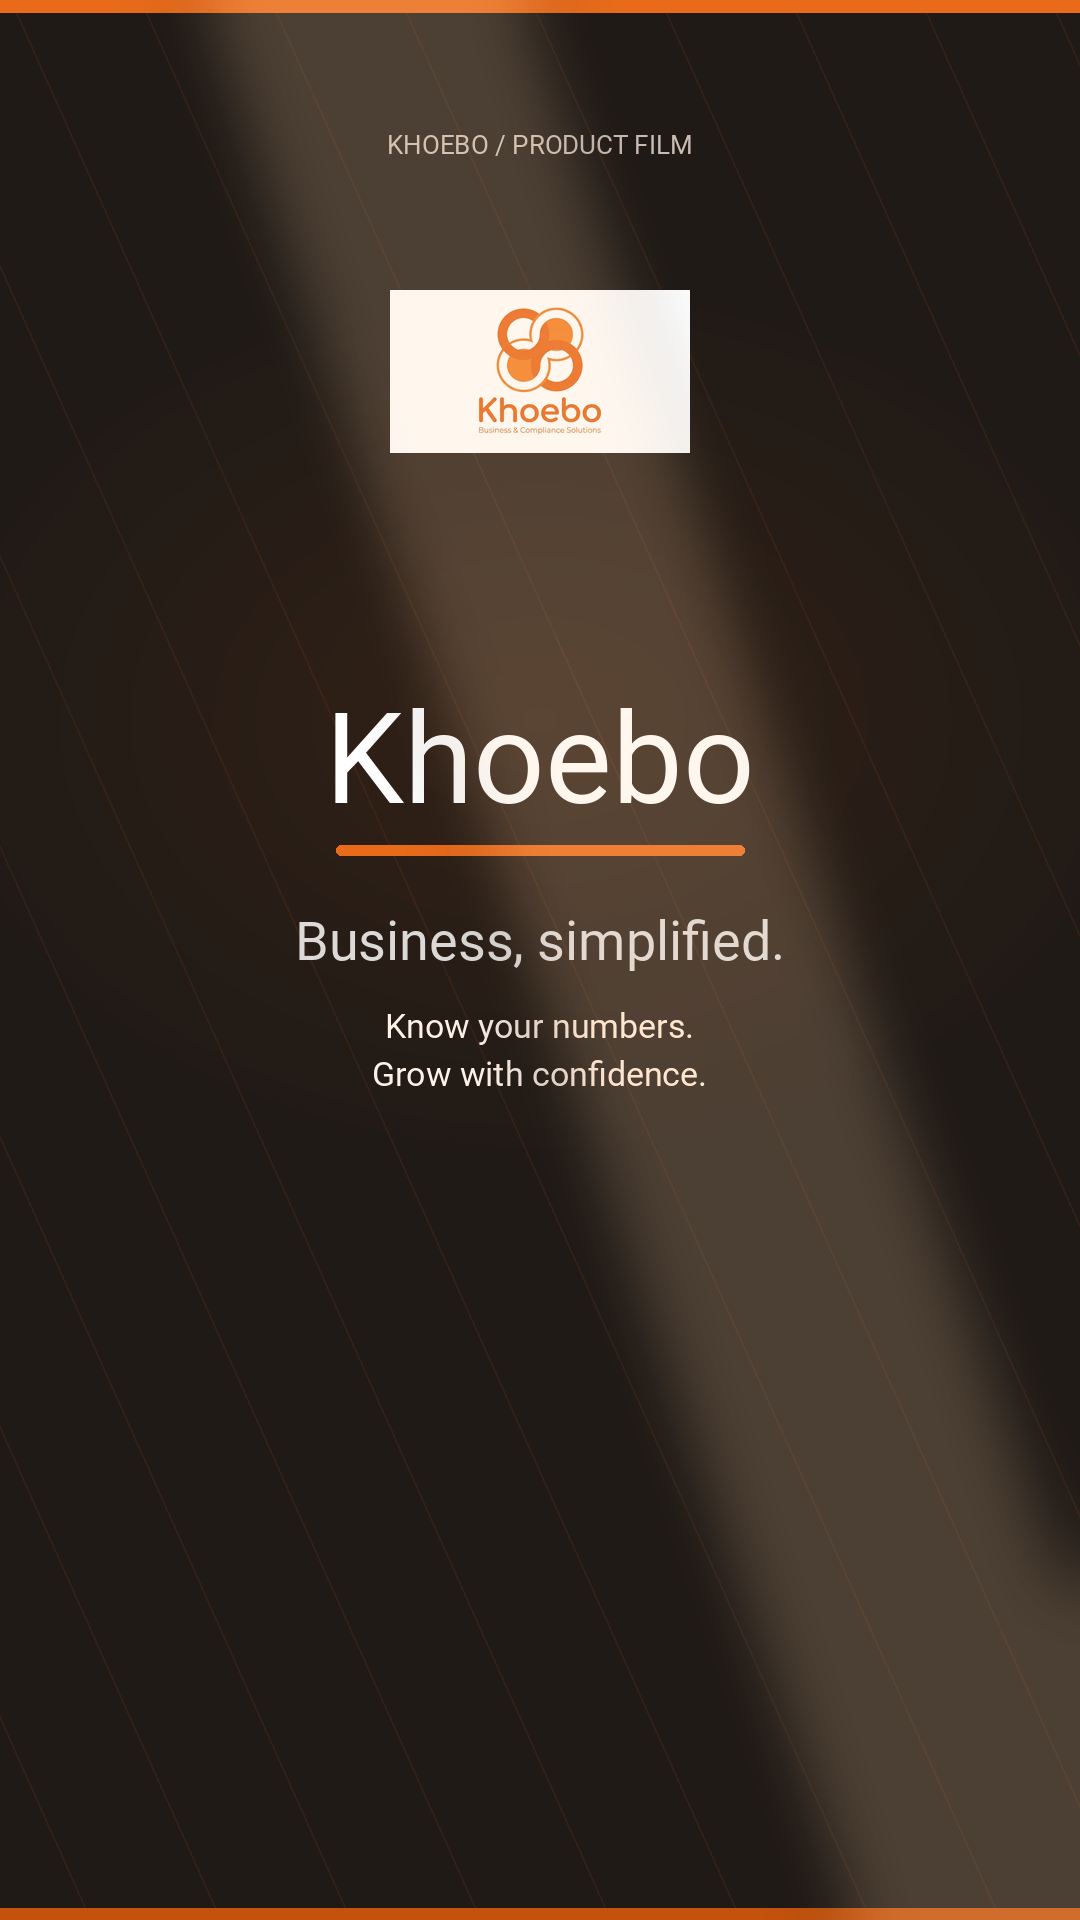 KHOEBO / PRODUCT FILM
Khoebo
Business & Compliance Solutions
Khoebo
Business, simplified.
Know your numbers.
Grow with confidence.